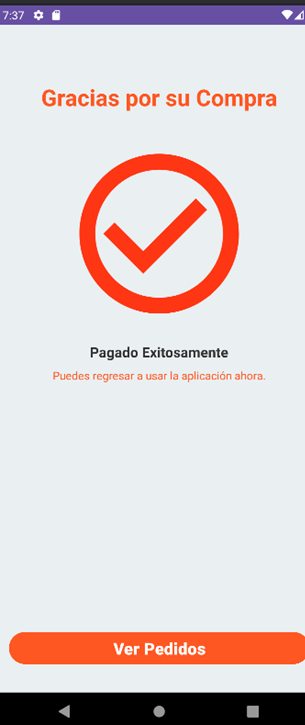 7:37
Gracias por su Compra
Pagado Exitosamente
Puedes regresar a usar la aplicación ahora.
Ver Pedidos